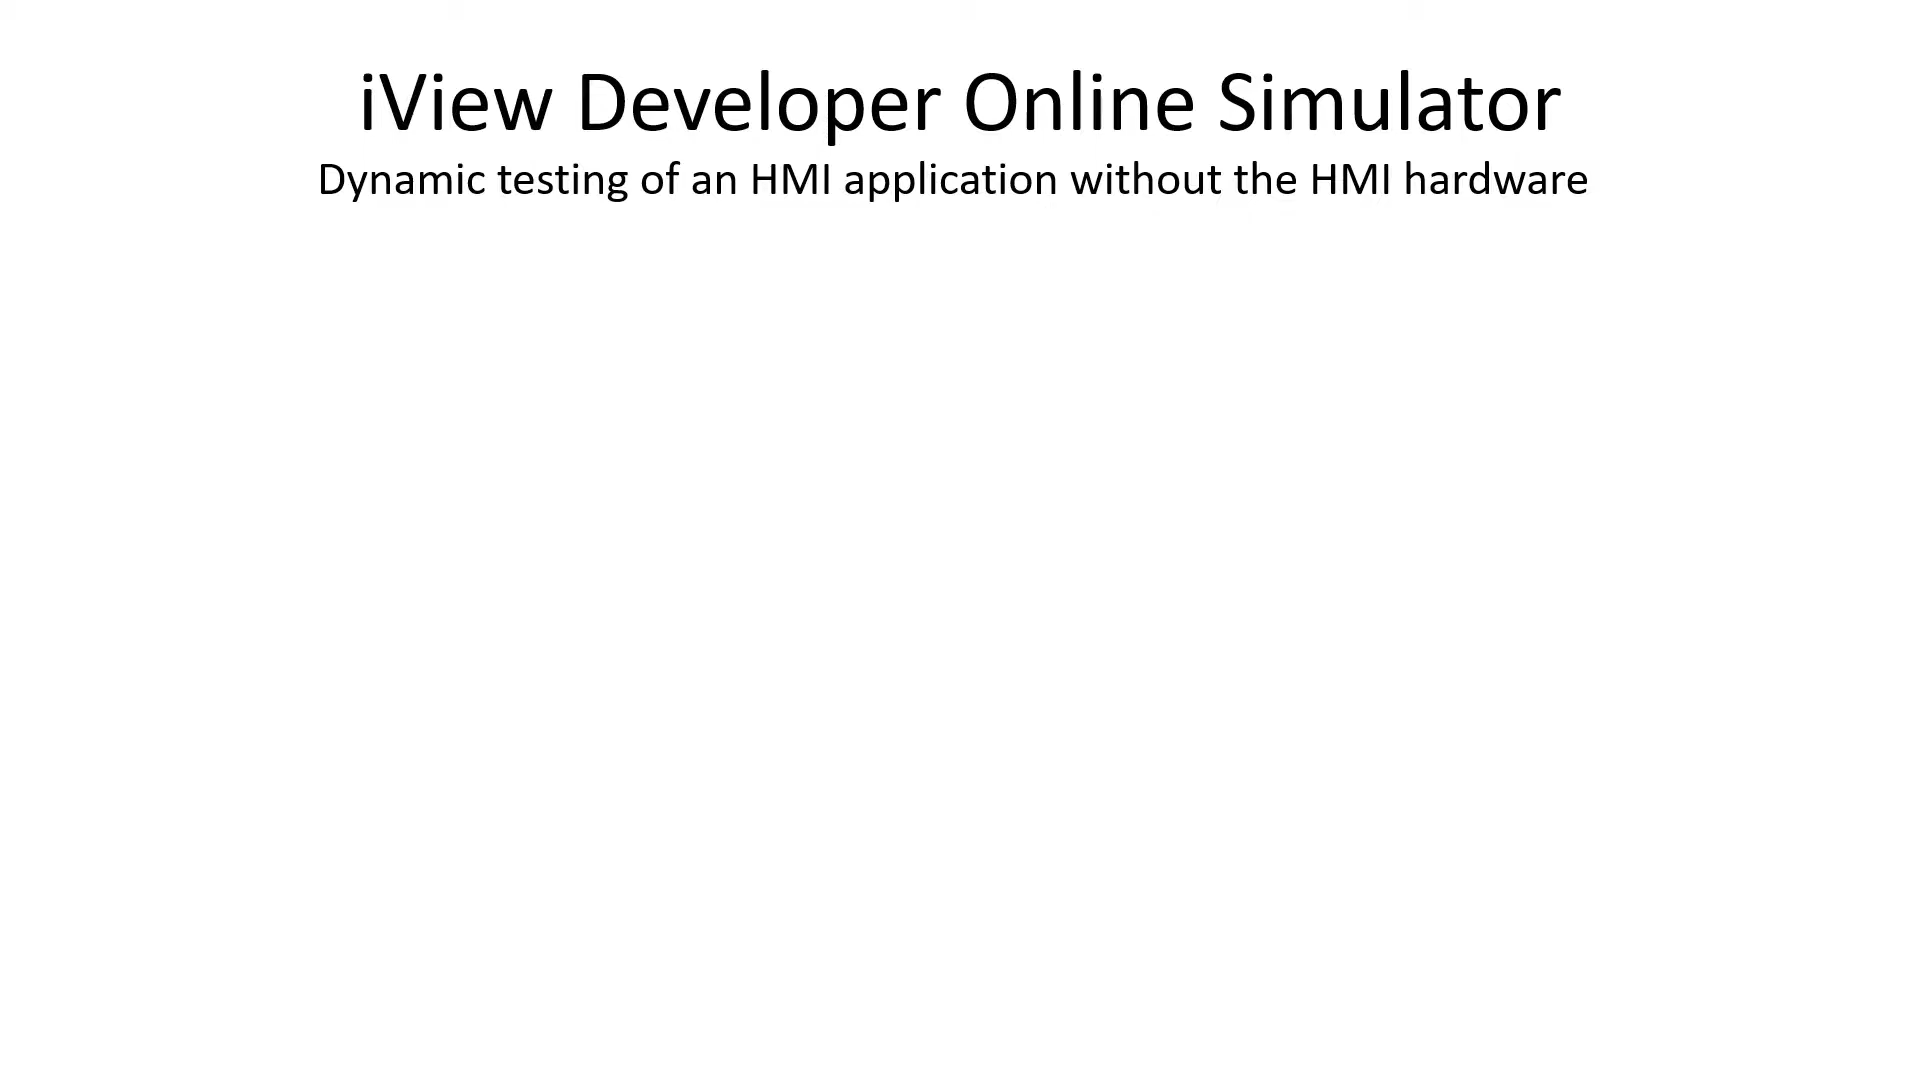 iView Developer Online Simulator
Dynamic testing of an HMI application without the HMI hardware